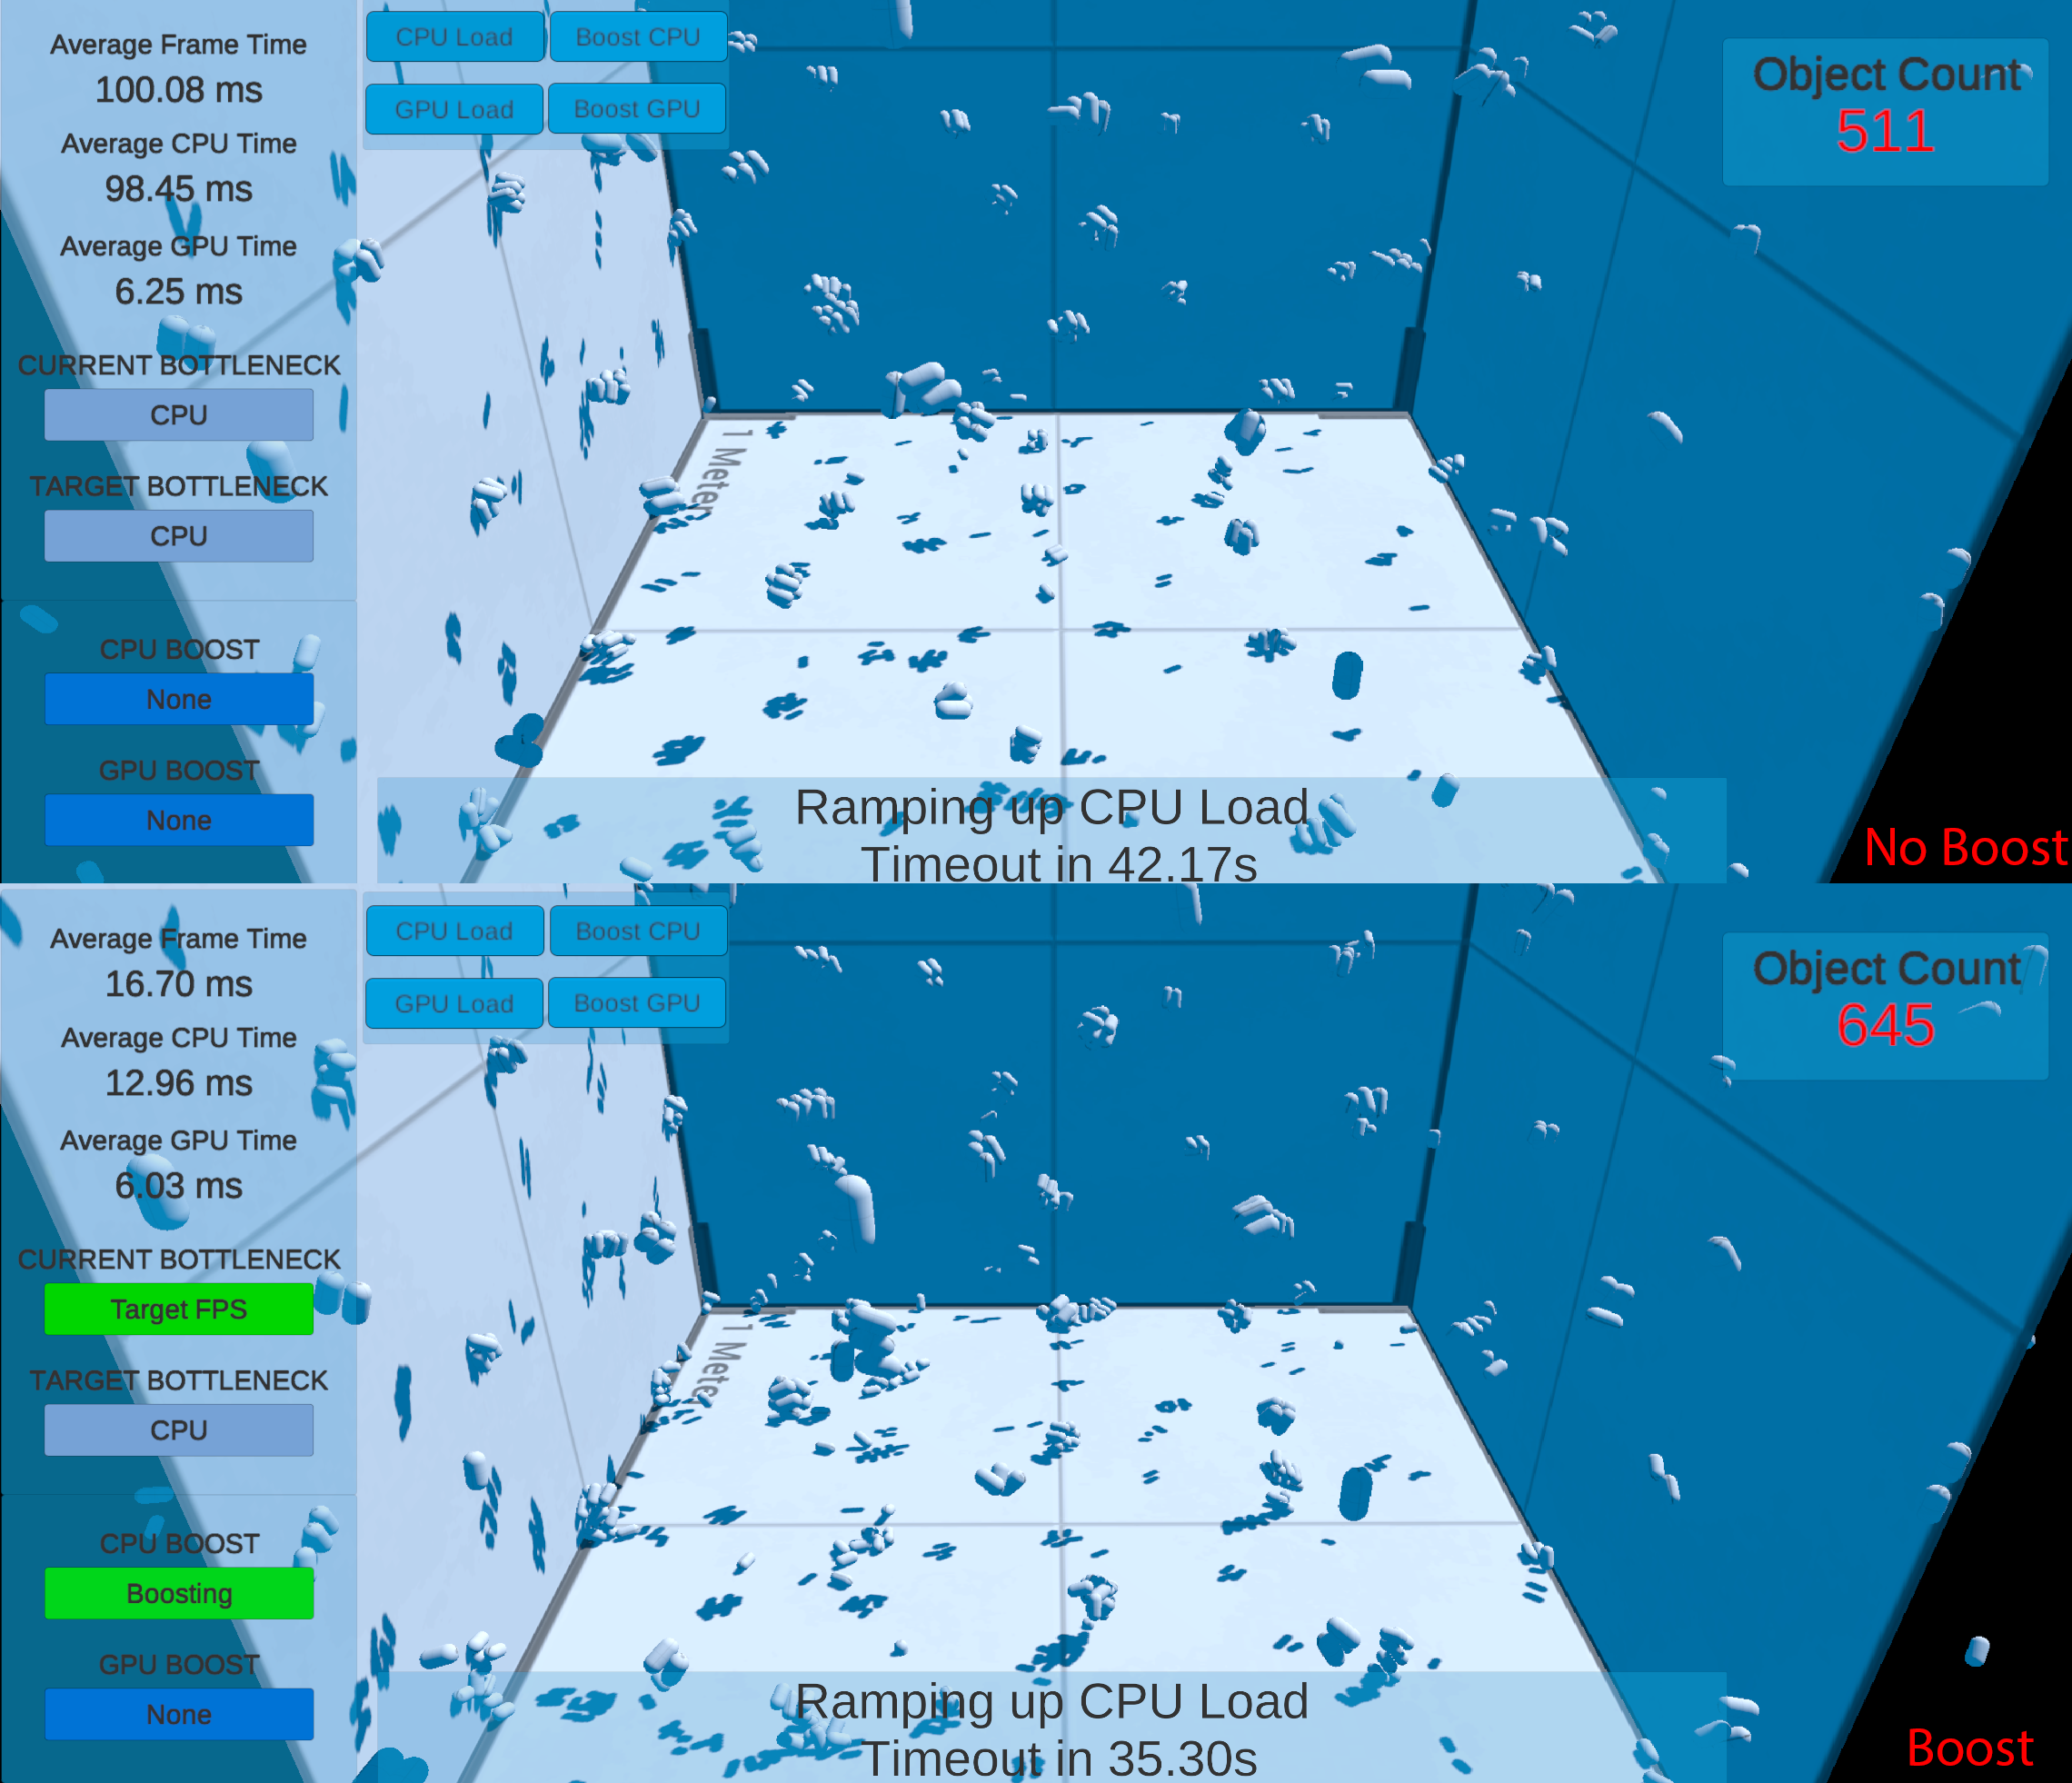 Average Frame Time
100.08 ms
Average CPU Time
98.45 ms
Average GPU Time
6.25 ms
CURRENT BOTTLENECK
CPU
TARGET BOTTLENECK
CPU
CPU BOOST
None
GPU BOOST
None
CPU Load
Boost CPU
GPU Load
Boost GPU
Object Count
511
1 Meter
Ramping up CPU Load
Timeout in 42.17s
No Boost
Average Frame Time
16.70 ms
Average CPU Time
12.96 ms
Average GPU Time
6.03 ms
CURRENT BOTTLENECK
Target FPS
TARGET BOTTLENECK
CPU
CPU BOOST
Boosting
GPU BOOST
None
CPU Load
Boost CPU
GPU Load
Boost GPU
Object Count
645
1 Meter
Ramping up CPU Load
Timeout in 35.30s
Boost